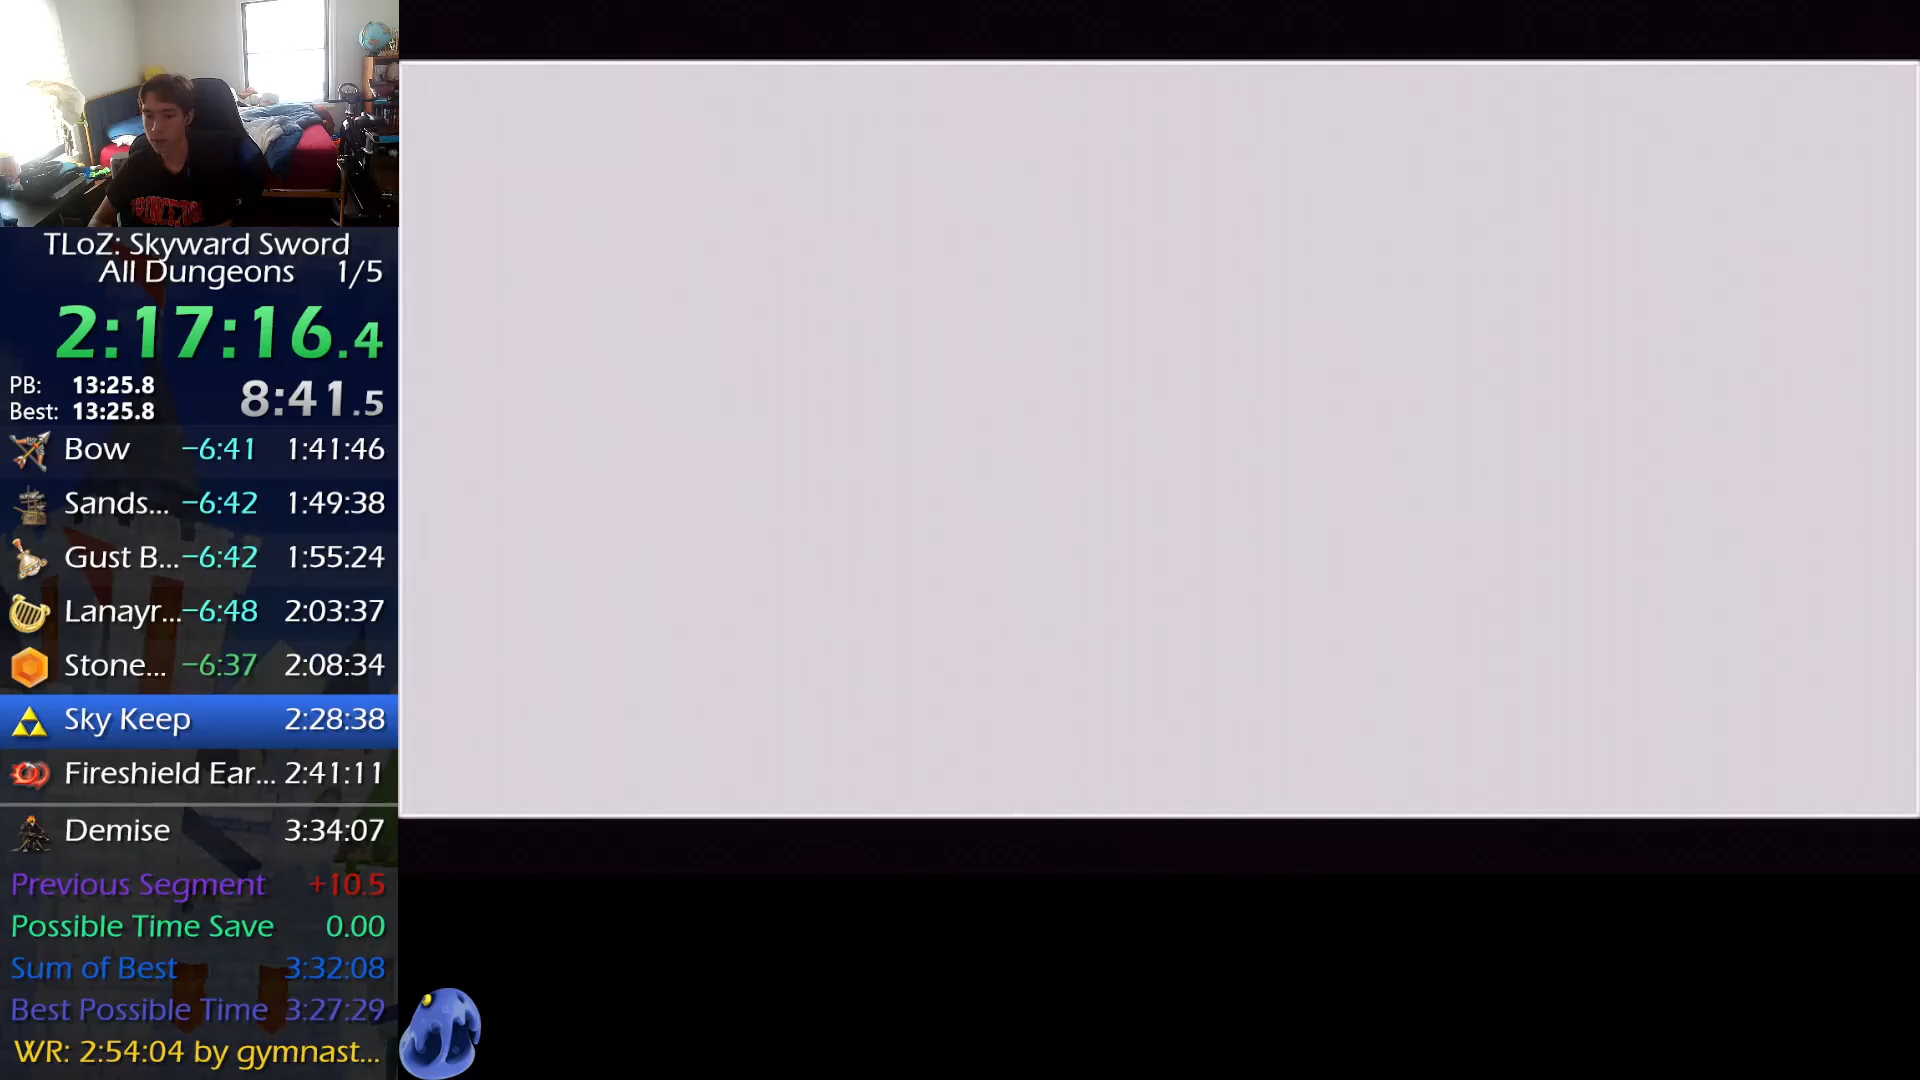 PRINCETON
TLoZ: Skyward Sword
All Dungeons 1/5
2:17:16.4
PB: 13:25.8
Best: 13:25.8
8:41.5
Bow −6:41 1:41:46
Sands... −6:42 1:49:38
Gust B... −6:42 1:55:24
Lanayr... −6:48 2:03:37
Stone... −6:37 2:08:34
Sky Keep 2:28:38
Fireshield Ear... 2:41:11
Demise 3:34:07
Previous Segment +10.5
Possible Time Save 0.00
Sum of Best 3:32:08
Best Possible Time 3:27:29
WR: 2:54:04 by gymnast...